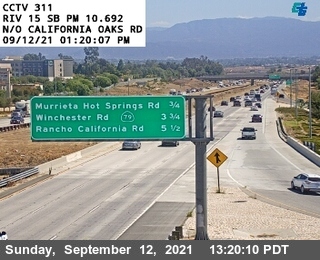 CCTV 311
RIV 15 SB PM 10.692
N/O CALIFORNIA OAKS RD
09/12/21 01:20:07 PM
Murrieta Hot Springs Rd 3/4
Winchester Rd 79 3 3/4
Rancho California Rd 5 1/2
Sunday, September 12, 2021 13:20:10 PDT